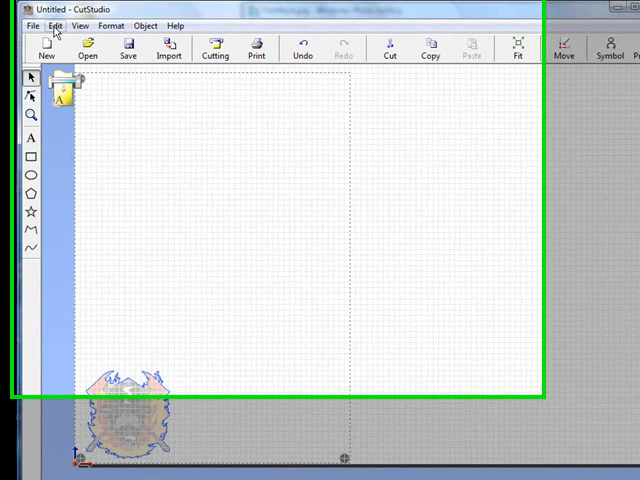 Untitled - CutStudio
File Edit View Format Object Help
New Open Save Import Cutting Print Undo Redo Cut Copy Paste Fit Move Symbol
A
A